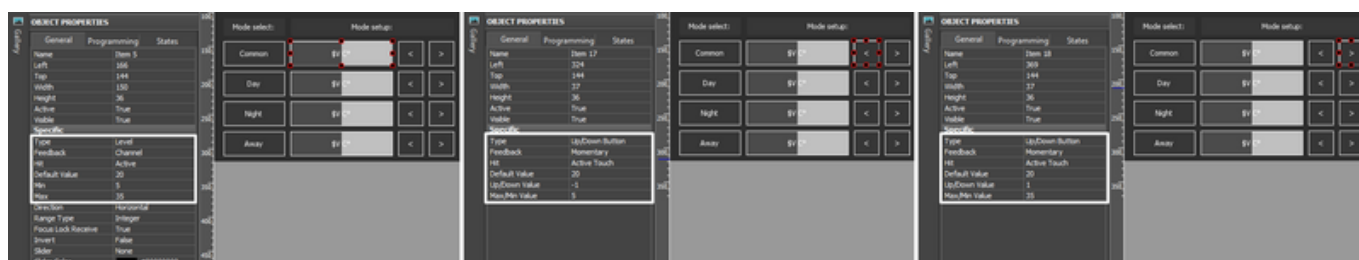 Gallery
OBJECT PROPERTIES
General Programming States
Name Item 5
Left 166
Top 144
Width 150
Height 36
Active True
Visible True
Specific
Type Level
Feedback Channel
Hit Active
Default Value 20
Min 5
Max 35
Direction Horizontal
Range Type Integer
Focus Lock Receive True
Invert False
Slider None
Mode select: Mode setup:
Common $V C° < >
Day $V C° < >
Night $V C° < >
Away $V C° < >
Gallery
OBJECT PROPERTIES
General Programming States
Name Item 17
Left 324
Top 144
Width 37
Height 36
Active True
Visible True
Specific
Type Up/Down Button
Feedback Momentary
Hit Active Touch
Default Value 20
Up/Down Value -1
Max/Min Value 5
Mode select: Mode setup:
Common $V C° < >
Day $V C° < >
Night $V C° < >
Away $V C° < >
Gallery
OBJECT PROPERTIES
General Programming States
Name Item 18
Left 369
Top 144
Width 37
Height 36
Active True
Visible True
Specific
Type Up/Down Button
Feedback Momentary
Hit Active Touch
Default Value 20
Up/Down Value 1
Max/Min Value 35
Mode select: Mode setup:
Common $V C° < >
Day $V C° < >
Night $V C° < >
Away $V C° < >